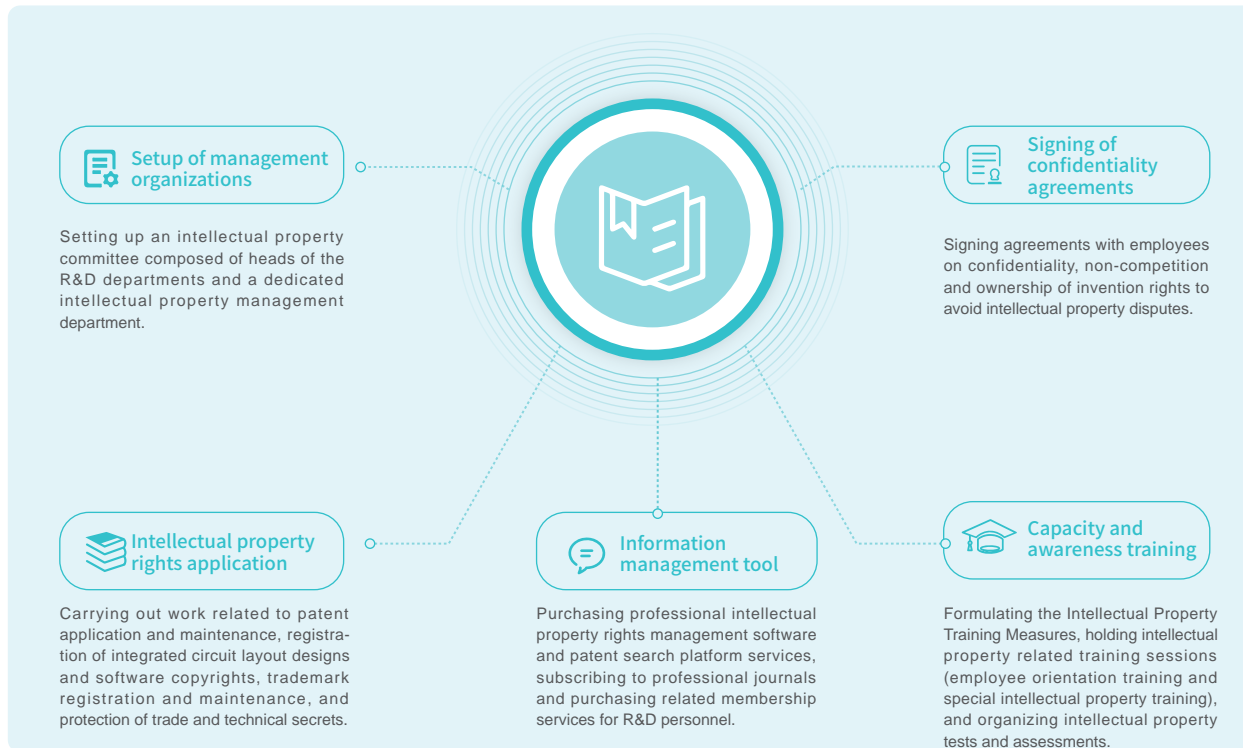 Setup of management
organizations
Setting up an intellectual property
committee composed of heads of the
R&D departments and a dedicated
intellectual property management
department.
Signing of
confidentiality
agreements
Signing agreements with employees
on confidentiality, non-competition
and ownership of invention rights to
avoid intellectual property disputes.
Intellectual property
rights application
Carrying out work related to patent
application and maintenance, registra-
tion of integrated circuit layout designs
and software copyrights, trademark
registration and maintenance, and
protection of trade and technical secrets.
Information
management tool
Purchasing professional intellectual
property rights management software
and patent search platform services,
subscribing to professional journals
and purchasing related membership
services for R&D personnel.
Capacity and
awareness training
Formulating the Intellectual Property
Training Measures, holding intellectual
property related training sessions
(employee orientation training and
special intellectual property training),
and organizing intellectual property
tests and assessments.